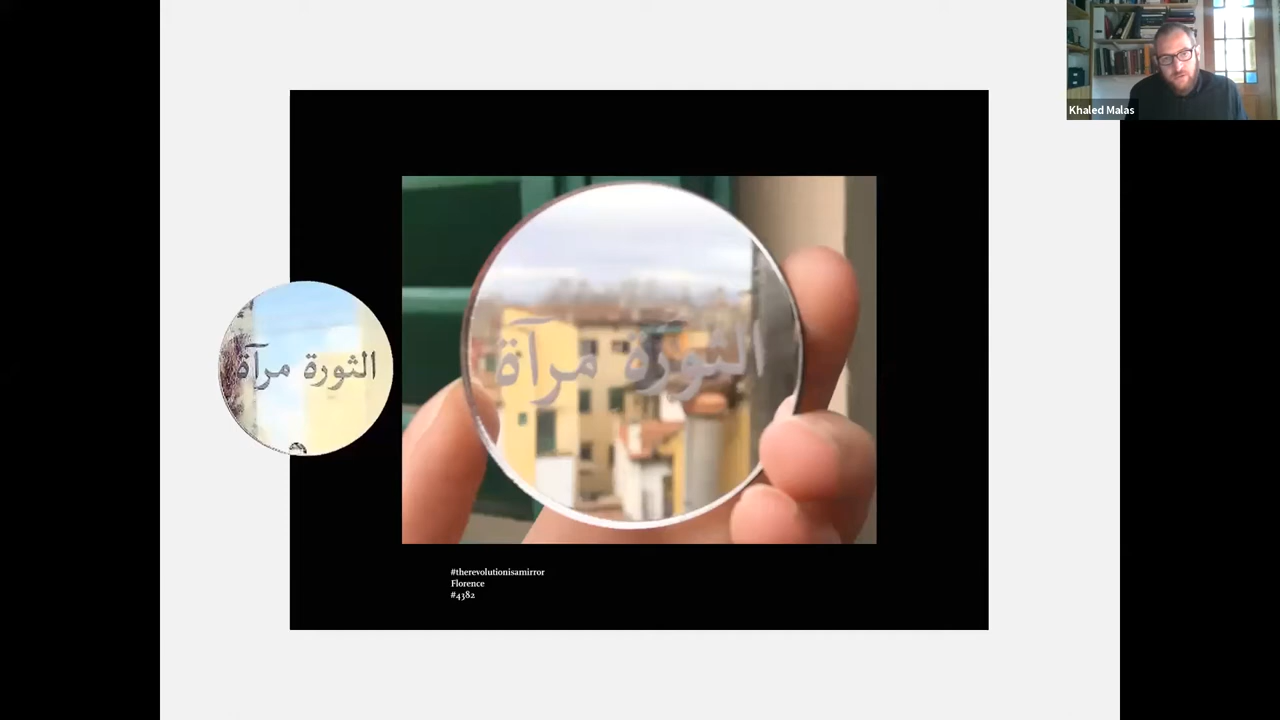 Khaled Malas
الثورة مرآة
الثورة مرآة
#therevolutionisamirror
Florence
#4382